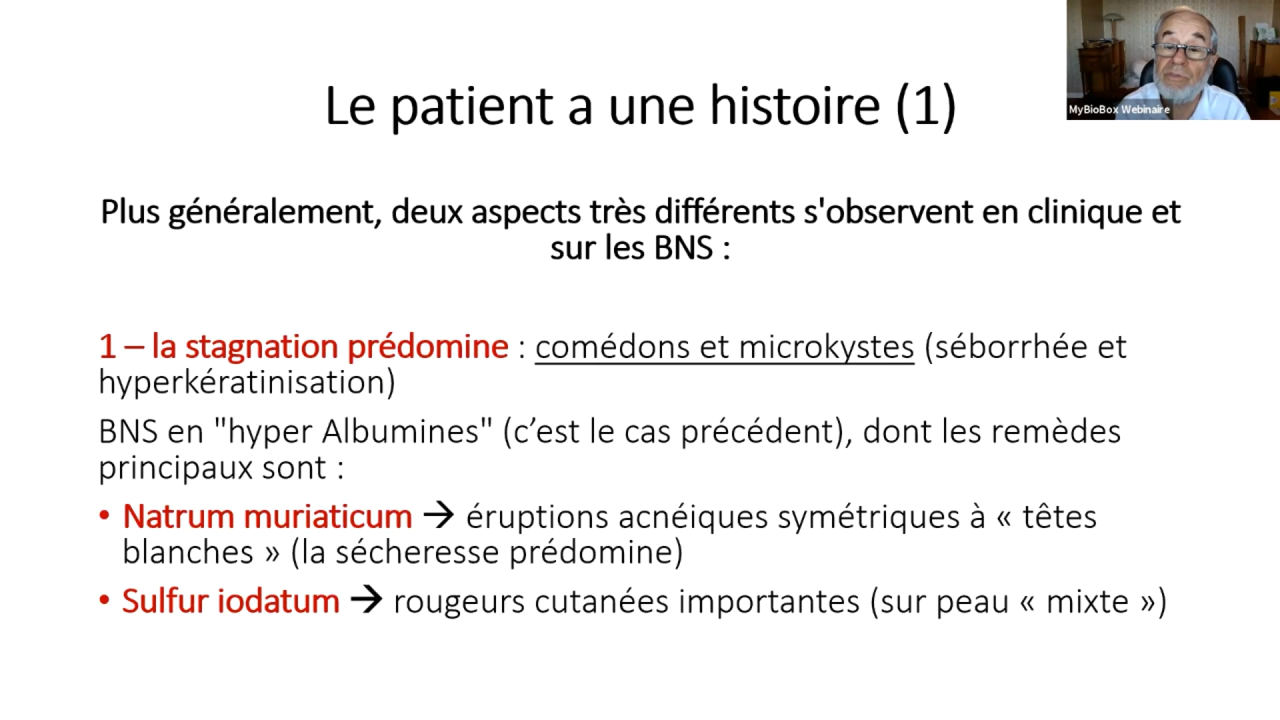 Le patient a une histoire (1)
MyBioBox Webinaire
Plus généralement, deux aspects très différents s'observent en clinique et
sur les BNS :
1 – la stagnation prédomine : comédons et microkystes (séborrhée et
hyperkératinisation)
BNS en "hyper Albumines" (c’est le cas précédent), dont les remèdes
principaux sont :
• Natrum muriaticum → éruptions acnéiques symétriques à « têtes
blanches » (la sécheresse prédomine)
• Sulfur iodatum → rougeurs cutanées importantes (sur peau « mixte »)